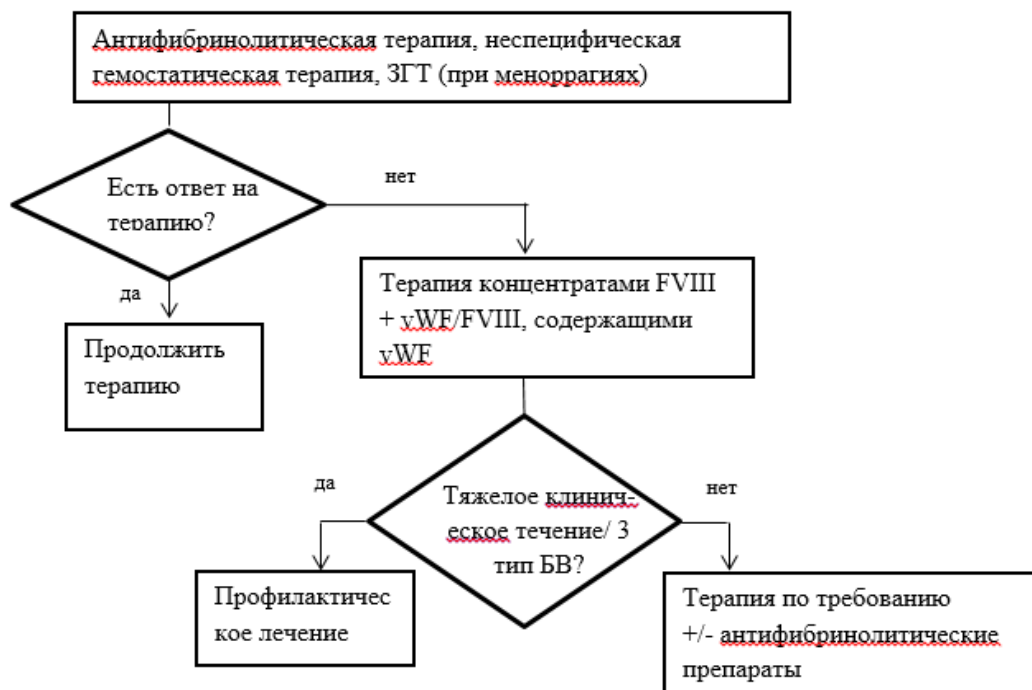 Антифибринолитическая терапия, неспецифическая
гемостатическая терапия, ЗГТ (при меноррагиях)
Есть ответ на
терапию?
нет
да
Терапия концентратами FVIII
+ vWF/FVIII, содержащими
vWF
Продолжить
терапию
да
Тяжелое клинич-
еское течение/ 3
тип БВ?
нет
Профилактичес
кое лечение
Терапия по требованию
+/- антифибринолитические
препараты